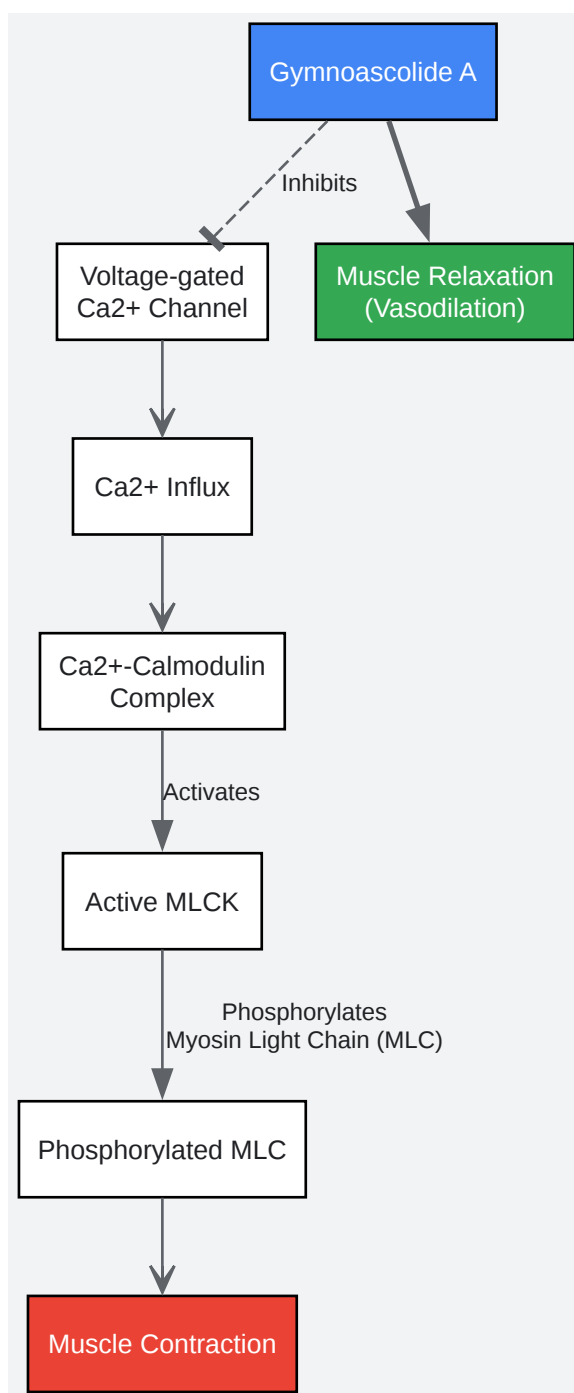 Gymnoascolide A
Inhibits
Voltage-gated
Ca2+ Channel
Muscle Relaxation
(Vasodilation)
Ca2+ Influx
Ca2+-Calmodulin
Complex
Activates
Active MLCK
Phosphorylates
Myosin Light Chain (MLC)
Phosphorylated MLC
Muscle Contraction